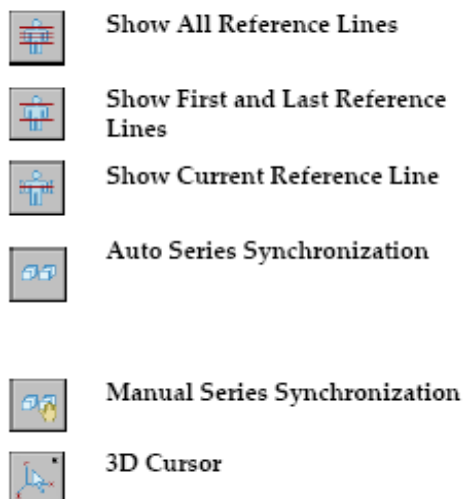 Show All Reference Lines
Show First and Last Reference
Lines
Show Current Reference Line
Auto Series Synchronization
Manual Series Synchronization
3D Cursor